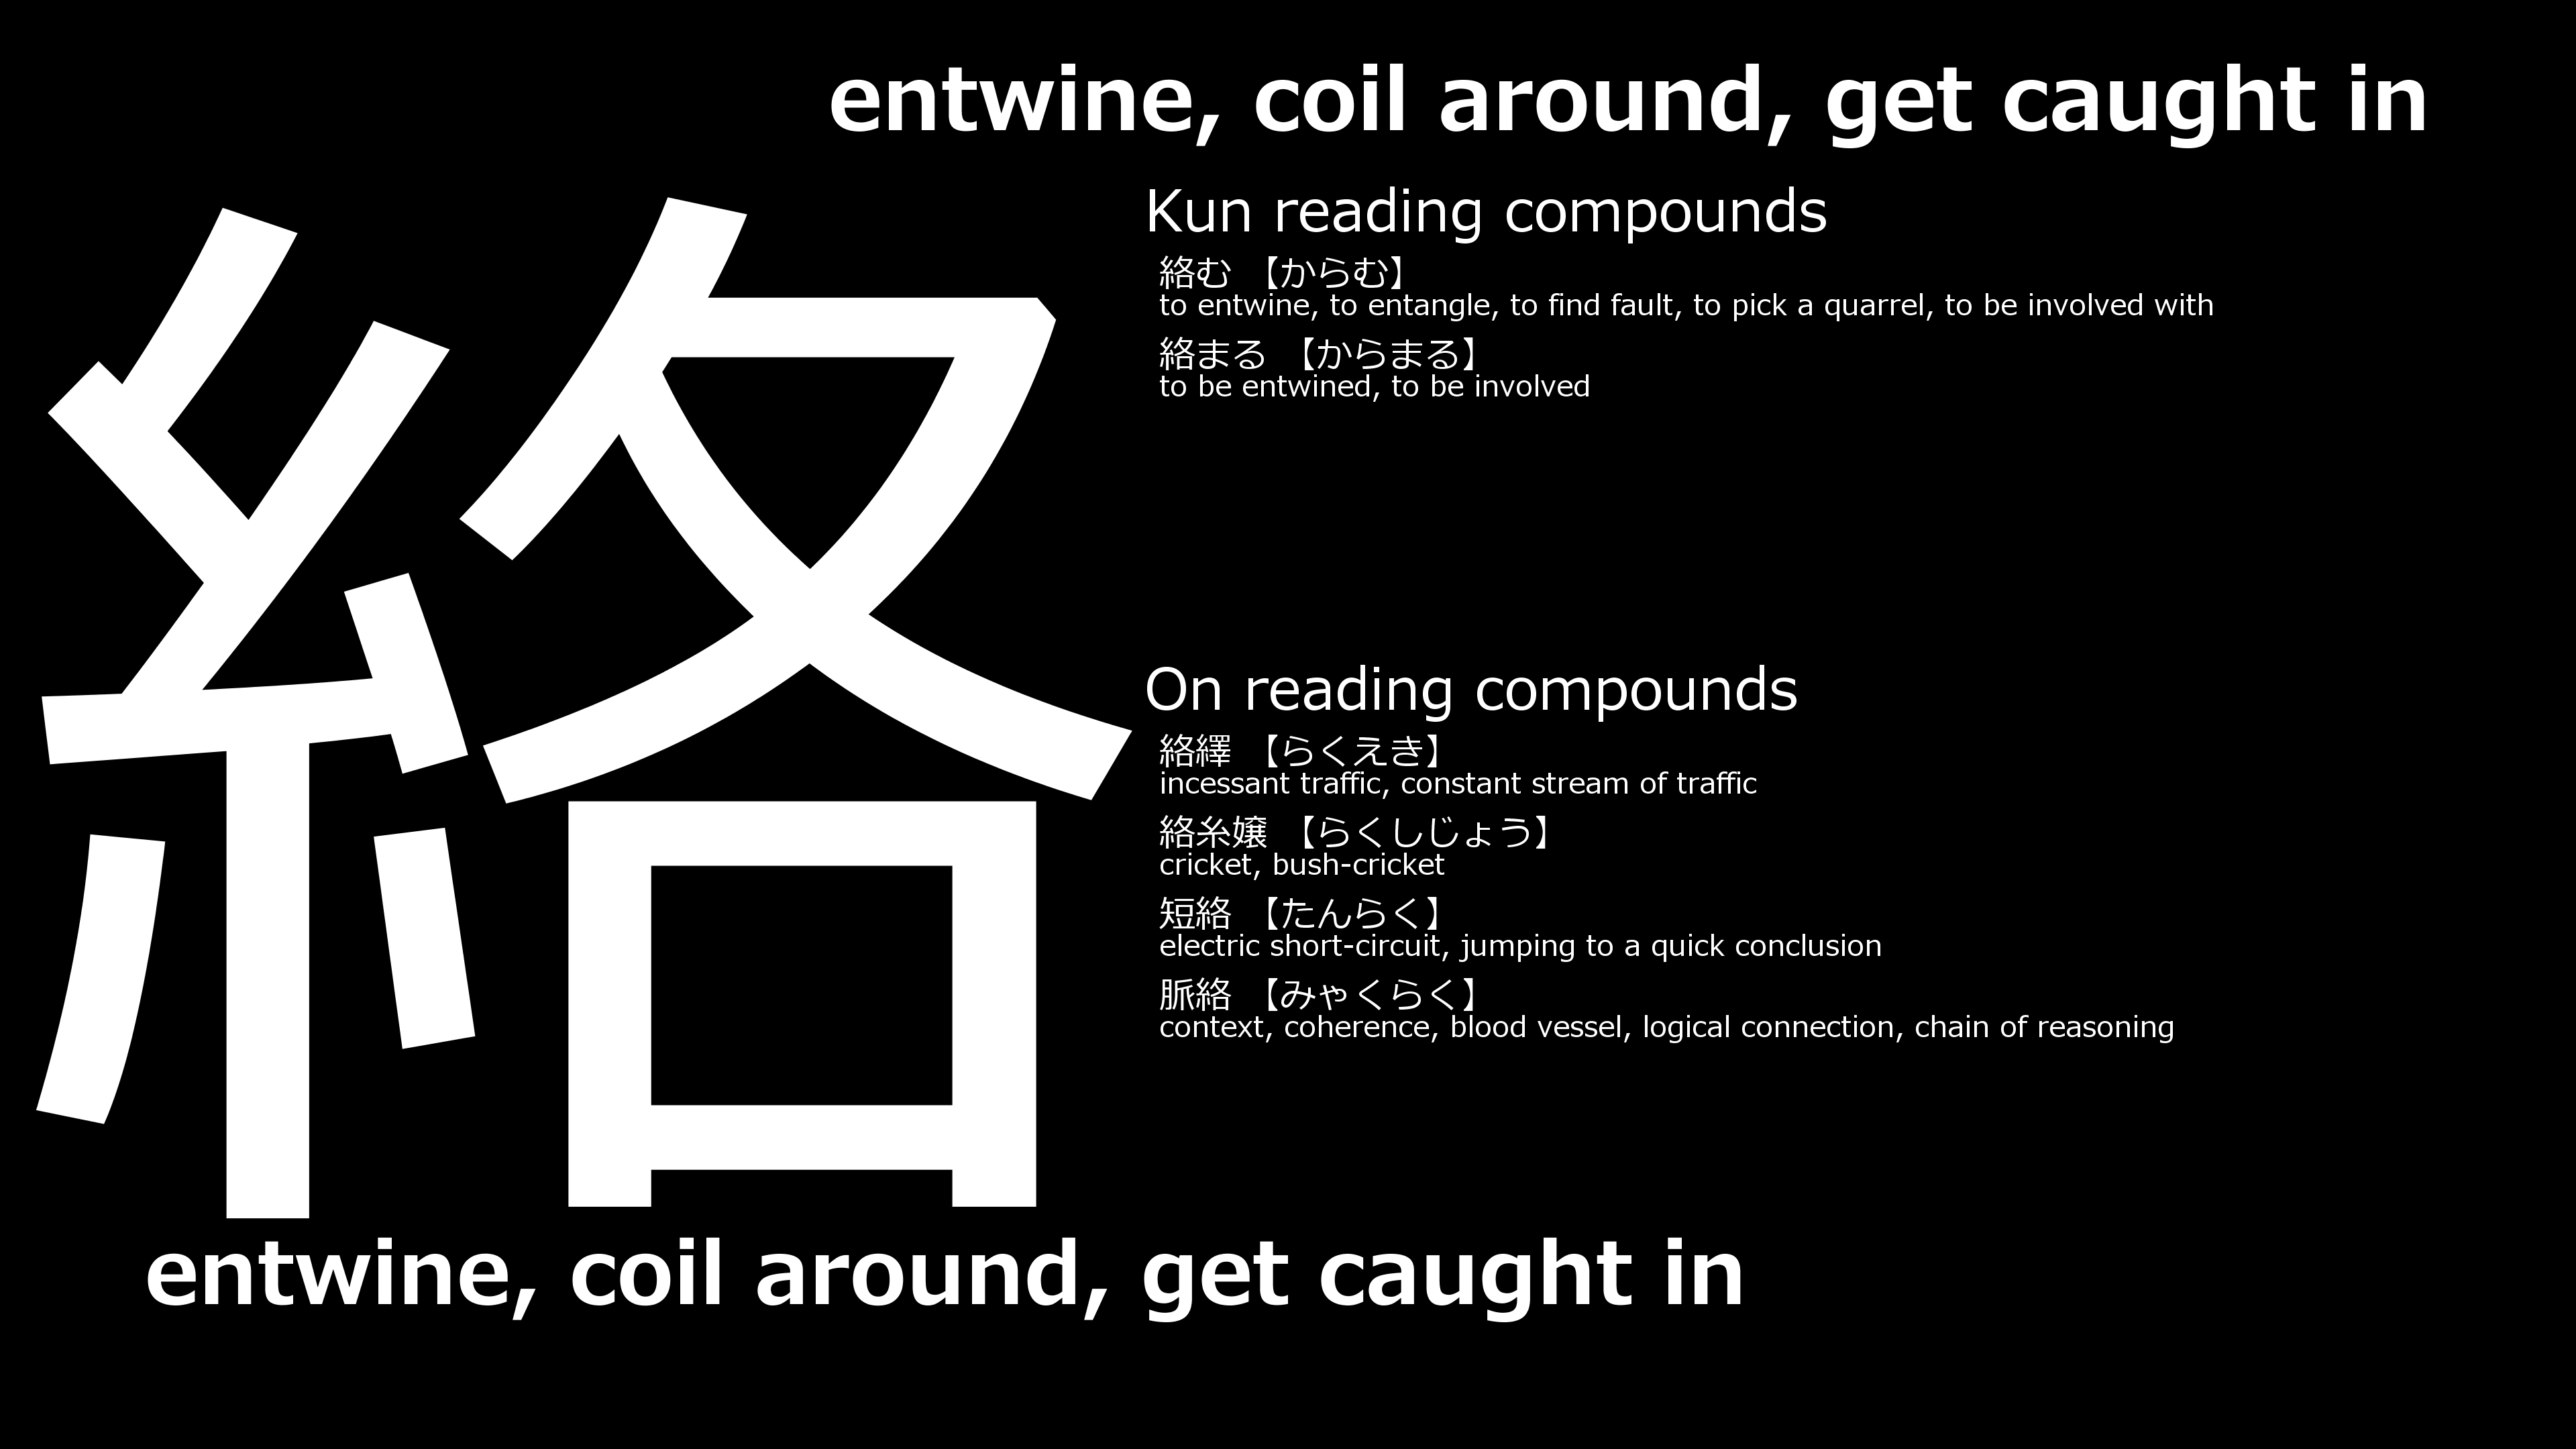 entwine, coil around, get caught in
絡
Kun reading compounds
絡む 【からむ】
to entwine, to entangle, to find fault, to pick a quarrel, to be involved with
絡まる 【からまる】
to be entwined, to be involved
On reading compounds
絡繹 【らくえき】
incessant traffic, constant stream of traffic
絡糸嬢 【らくしじょう】
cricket, bush-cricket
短絡 【たんらく】
electric short-circuit, jumping to a quick conclusion
脈絡 【みゃくらく】
context, coherence, blood vessel, logical connection, chain of reasoning
entwine, coil around, get caught in